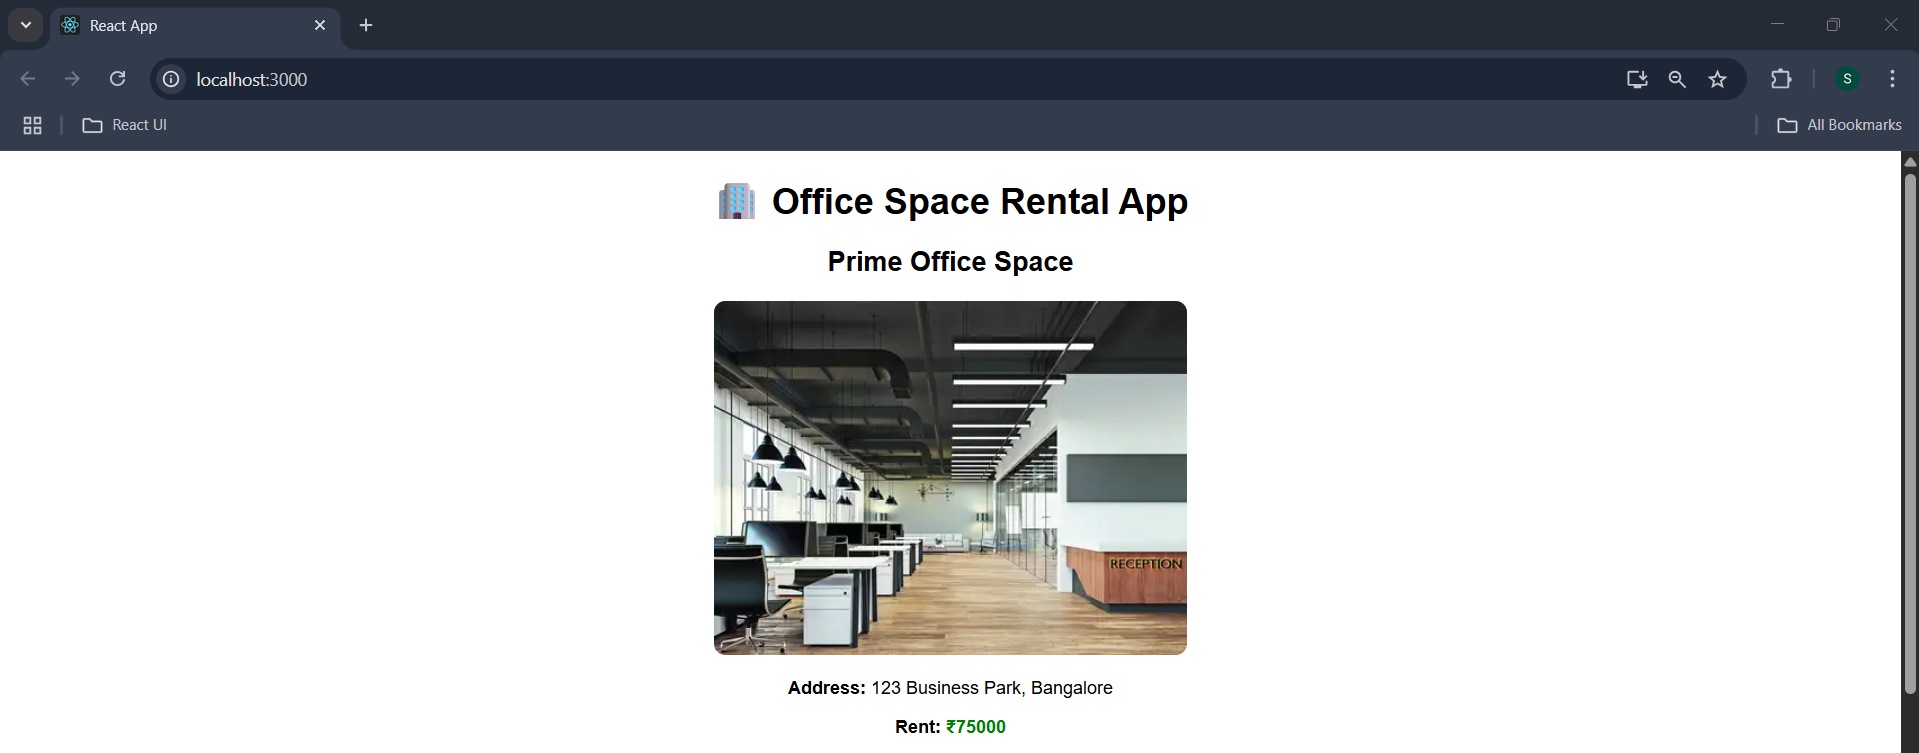 React App
localhost:3000
S
React UI
All Bookmarks
Office Space Rental App
Prime Office Space
RECEPTION
Address: 123 Business Park, Bangalore
Rent: ₹75000